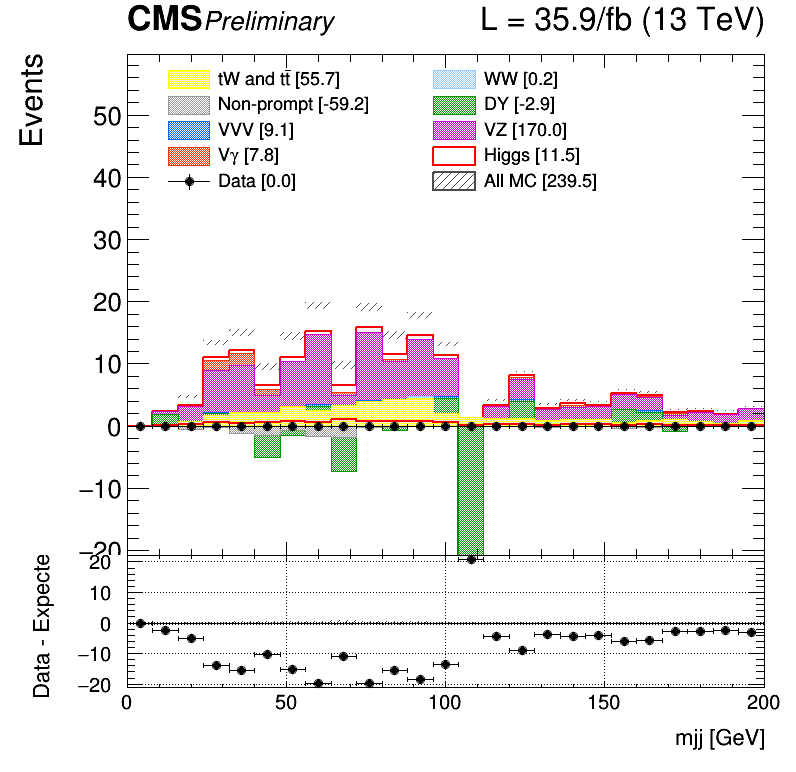 CMS Preliminary L = 35.9/fb (13 TeV)
Events
tW and tt̄ [55.7] WW [0.2]
Non-prompt [-59.2] DY [-2.9]
VVV [9.1] VZ [170.0]
Vγ [7.8] Higgs [11.5]
Data [0.0] All MC [239.5]
50
40
30
20
10
0
−10
−20
Data - Expecte
20
10
0
−10
−20
0 50 100 150 200
mjj [GeV]